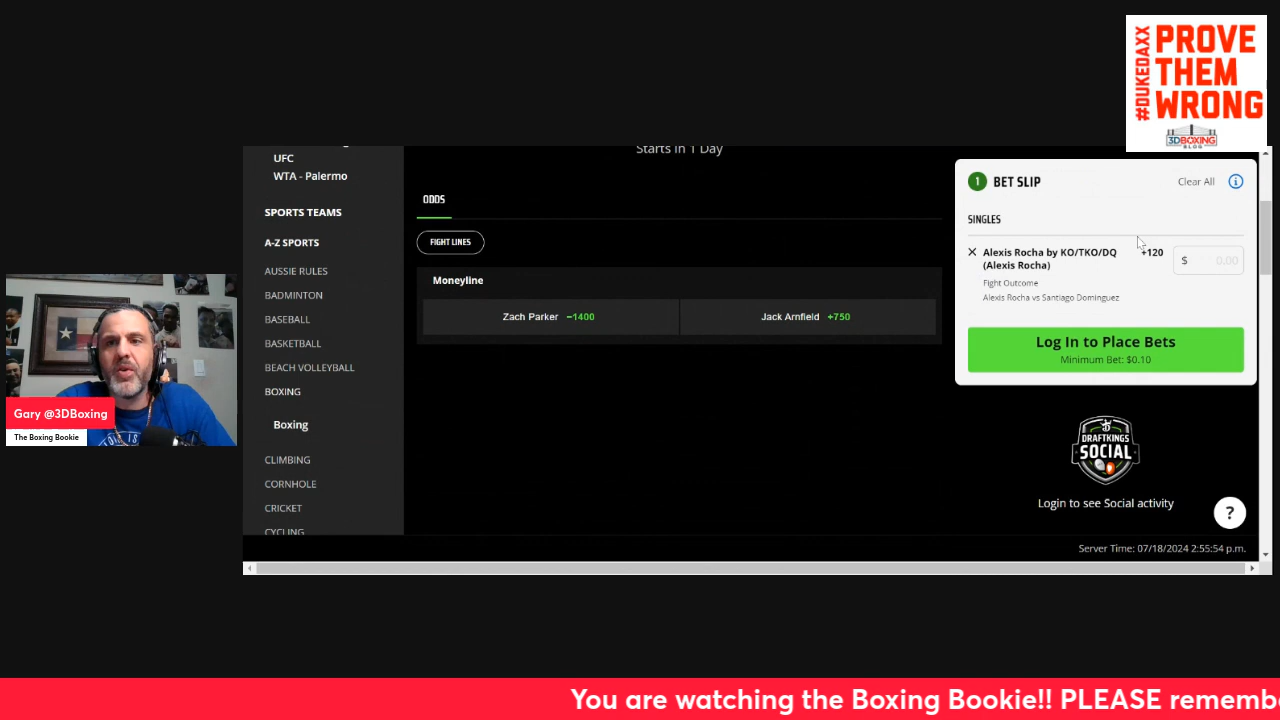 #DUKEDAXX
PROVE
THEM
WRONG
3DBOXING
BLOG
UFC
WTA - Palermo
SPORTS TEAMS
A-Z SPORTS
AUSSIE RULES
BADMINTON
BASEBALL
BASKETBALL
BEACH VOLLEYBALL
BOXING
Boxing
CLIMBING
CORNHOLE
CRICKET
CYCLING
Starts in 1 Day
ODDS
FIGHT LINES
Moneyline
Zach Parker −1400
Jack Arnfield +750
1 BET SLIP
Clear All
SINGLES
Alexis Rocha by KO/TKO/DQ +120
(Alexis Rocha)
$ 0.00
Fight Outcome
Alexis Rocha vs Santiago Dominguez
Log In to Place Bets
Minimum Bet: $0.10
DRAFTKINGS
SOCIAL
Login to see Social activity
?
Server Time: 07/18/2024 2:55:54 p.m.
Gary @3DBoxing
The Boxing Bookie
You are watching the Boxing Bookie!! PLEASE rememb